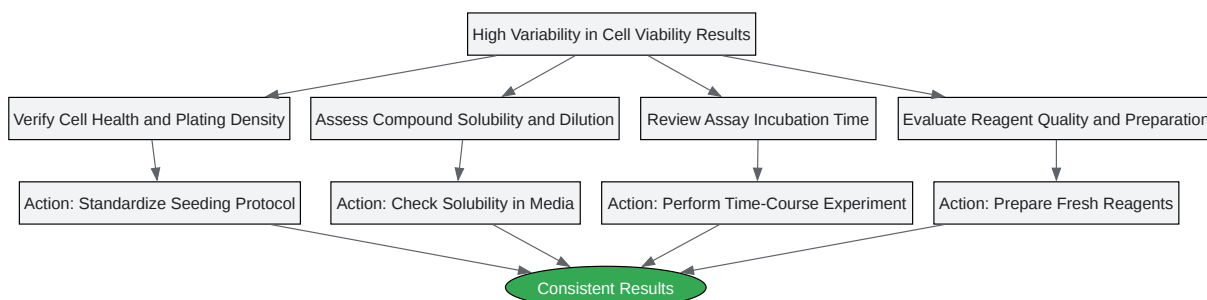 High Variability in Cell Viability Results
Verify Cell Health and Plating Density
Assess Compound Solubility and Dilution
Review Assay Incubation Time
Evaluate Reagent Quality and Preparation
Action: Standardize Seeding Protocol
Action: Check Solubility in Media
Action: Perform Time-Course Experiment
Action: Prepare Fresh Reagents
Consistent Results